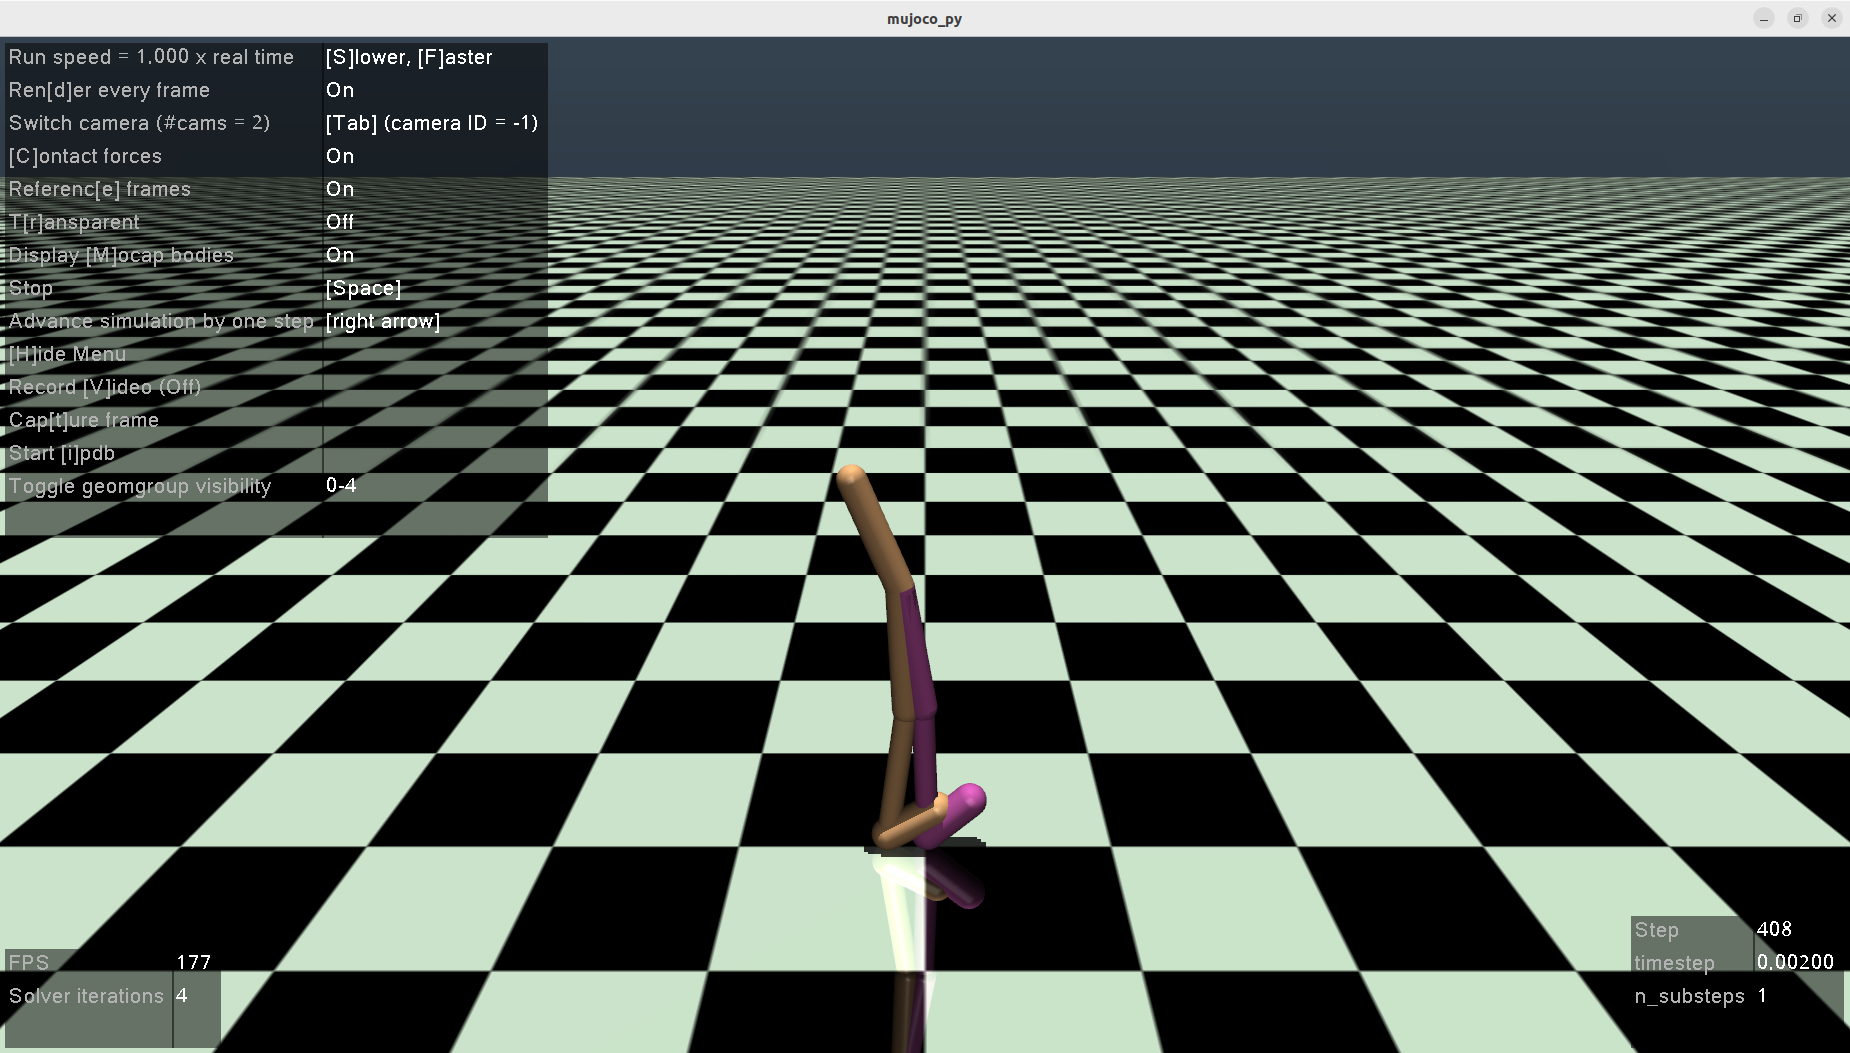 mujoco_py
Run speed = 1.000 x real time [S]lower, [F]aster
Ren[d]er every frame On
Switch camera (#cams = 2) [Tab] (camera ID = -1)
[C]ontact forces On
Referenc[e] frames On
T[r]ansparent Off
Display [M]ocap bodies On
Stop [Space]
Advance simulation by one step [right arrow]
[H]ide Menu
Record [V]ideo (Off)
Cap[t]ure frame
Start [i]pdb
Toggle geomgroup visibility 0-4
FPS 177
Solver iterations 4
Step 408
timestep 0.00200
n_substeps 1